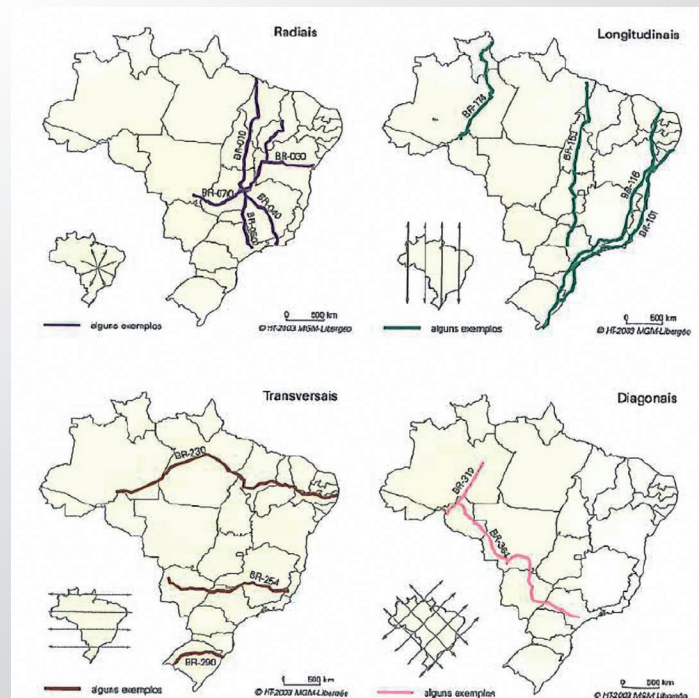 Radiais
BR-010
BR-030
BR-070
BR-040
BR-050
0 500 km
alguns exemplos
© HT-2003 MGM-Libergéo
Longitudinais
BR-174
BR-153
BR-116
BR-101
0 500 km
alguns exemplos
© HT-2003 MGM-Libergéo
Transversais
BR-230
BR-254
BR-290
0 500 km
alguns exemplos
© HT-2003 MGM-Libergéo
Diagonais
BR-319
BR-364
0 500 km
alguns exemplos
© HT-2003 MGM-Libergéo